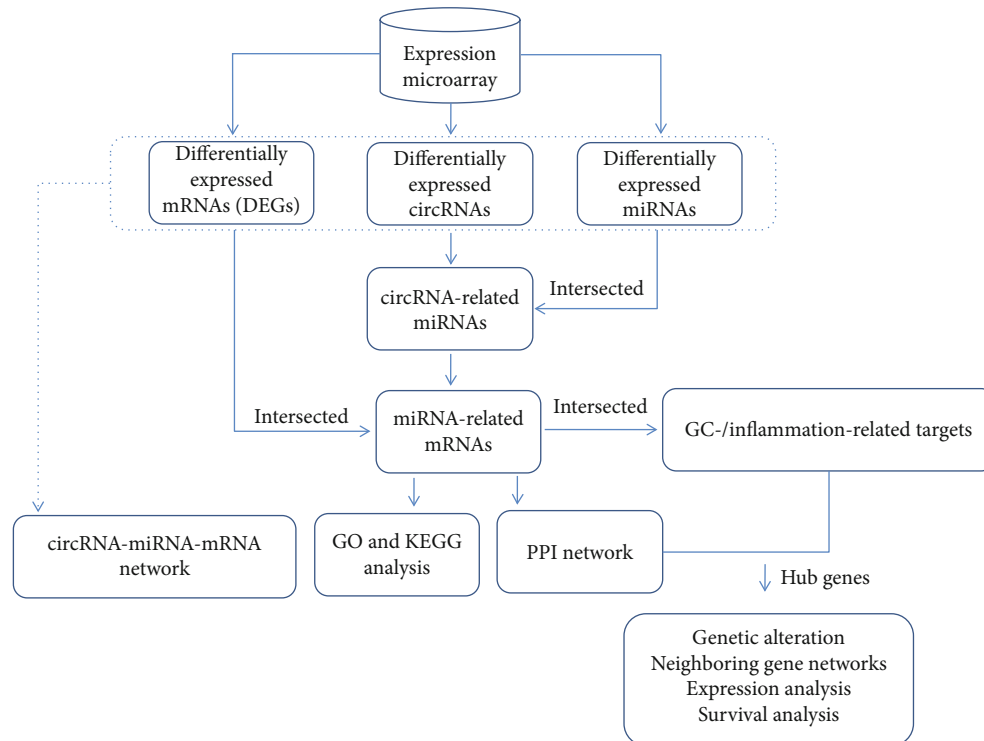 Expression
microarray
Differentially
expressed
mRNAs (DEGs)
Differentially
expressed
circRNAs
Differentially
expressed
miRNAs
circRNA-related
miRNAs
Intersected
Intersected
miRNA-related
mRNAs
Intersected
GC-/inflammation-related targets
circRNA-miRNA-mRNA
network
GO and KEGG
analysis
PPI network
Hub genes
Genetic alteration
Neighboring gene networks
Expression analysis
Survival analysis